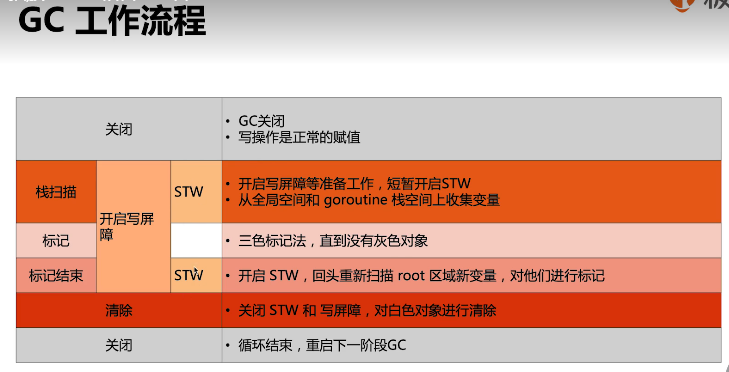 GC 工作流程
关闭
• GC关闭
• 写操作是正常的赋值
栈扫描
开启写屏
障
STW
• 开启写屏障等准备工作，短暂开启STW
• 从全局空间和 goroutine 栈空间上收集变量
标记
• 三色标记法，直到没有灰色对象
标记结束
STW
• 开启 STW，回头重新扫描 root 区域新变量，对他们进行标记
清除
• 关闭 STW 和 写屏障，对白色对象进行清除
关闭
• 循环结束，重启下一阶段GC